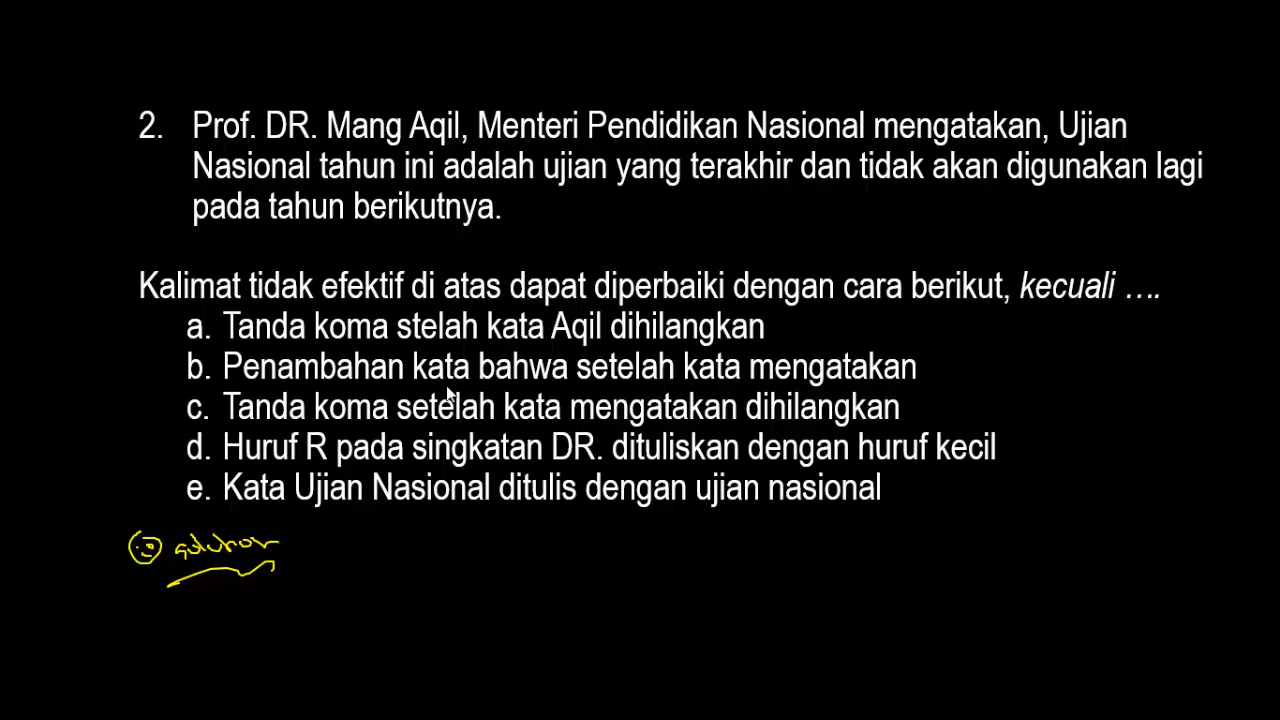 2. Prof. DR. Mang Aqil, Menteri Pendidikan Nasional mengatakan, Ujian
Nasional tahun ini adalah ujian yang terakhir dan tidak akan digunakan lagi
pada tahun berikutnya.
Kalimat tidak efektif di atas dapat diperbaiki dengan cara berikut, kecuali ….
a. Tanda koma stelah kata Aqil dihilangkan
b. Penambahan kata bahwa setelah kata mengatakan
c. Tanda koma setelah kata mengatakan dihilangkan
d. Huruf R pada singkatan DR. dituliskan dengan huruf kecil
e. Kata Ujian Nasional ditulis dengan ujian nasional